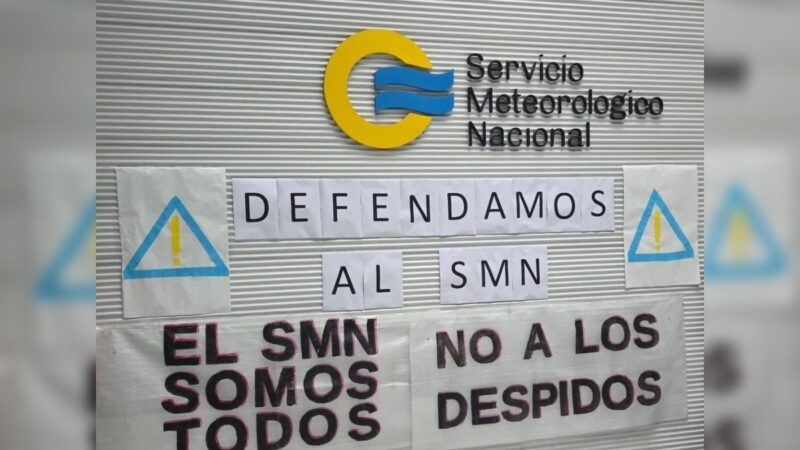 Servicio
Meteorologico
Nacional
DEFENDAMOS
AL SMN
EL SMN
SOMOS
TODOS
NO A LOS
DESPIDOS